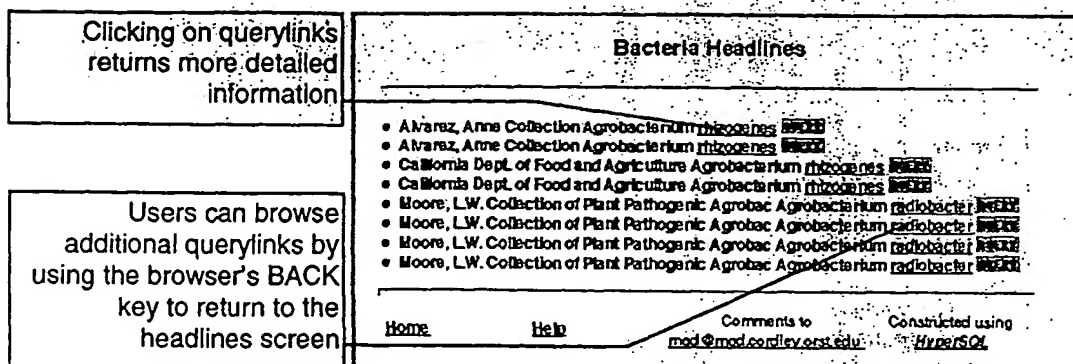 Clicking on querylinks
returns more detailed
information
Users can browse
additional querylinks by
using the browser's BACK
key to return to the
headlines screen
Bacteria Headlines
• Alvarez, Anne Collection Agrobacterium rhizogenes
• Alvarez, Anne Collection Agrobacterium rhizogenes
• California Dept. of Food and Agriculture Agrobacterium rhizogenes
• California Dept. of Food and Agriculture Agrobacterium rhizogenes
• Moore, L.W. Collection of Plant Pathogenic Agrobac Agrobacterium radiobacter
• Moore, L.W. Collection of Plant Pathogenic Agrobac Agrobacterium radiobacter
• Moore, L.W. Collection of Plant Pathogenic Agrobac Agrobacterium radiobacter
• Moore, L.W. Collection of Plant Pathogenic Agrobac Agrobacterium radiobacter
Home Help Comments to Constructed using
mgd@mgd.cordley.orst.edu HyperSQL